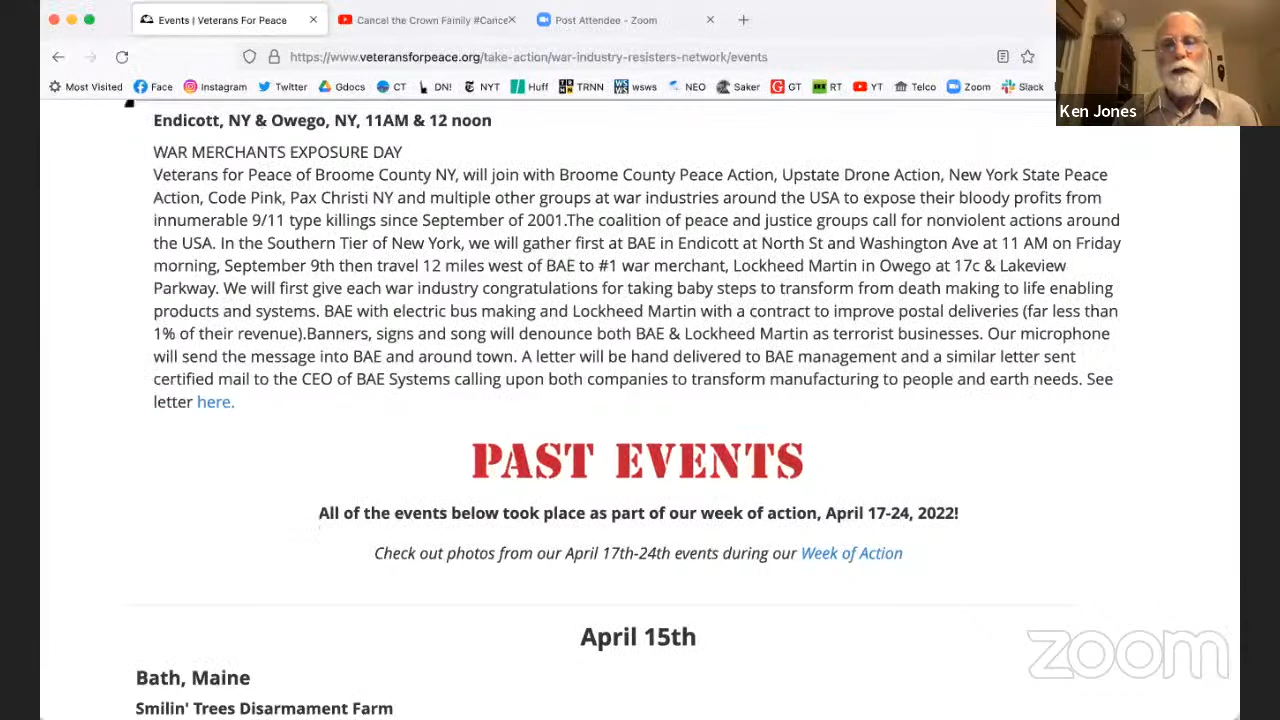 Events | Veterans For Peace
Cancel the Crown Family #Cance
Post Attendee - Zoom
https://www.veteransforpeace.org/take-action/war-industry-resisters-network/events
Most Visited Face Instagram Twitter Gdocs CT DN! NYT Huff TRNN wsws NEO Saker GT RT YT Telco Zoom Slack
Ken Jones
Endicott, NY & Owego, NY, 11AM & 12 noon
WAR MERCHANTS EXPOSURE DAY
Veterans for Peace of Broome County NY, will join with Broome County Peace Action, Upstate Drone Action, New York State Peace
Action, Code Pink, Pax Christi NY and multiple other groups at war industries around the USA to expose their bloody profits from
innumerable 9/11 type killings since September of 2001.The coalition of peace and justice groups call for nonviolent actions around
the USA. In the Southern Tier of New York, we will gather first at BAE in Endicott at North St and Washington Ave at 11 AM on Friday
morning, September 9th then travel 12 miles west of BAE to #1 war merchant, Lockheed Martin in Owego at 17c & Lakeview
Parkway. We will first give each war industry congratulations for taking baby steps to transform from death making to life enabling
products and systems. BAE with electric bus making and Lockheed Martin with a contract to improve postal deliveries (far less than
1% of their revenue).Banners, signs and song will denounce both BAE & Lockheed Martin as terrorist businesses. Our microphone
will send the message into BAE and around town. A letter will be hand delivered to BAE management and a similar letter sent
certified mail to the CEO of BAE Systems calling upon both companies to transform manufacturing to people and earth needs. See
letter here.
PAST EVENTS
All of the events below took place as part of our week of action, April 17-24, 2022!
Check out photos from our April 17th-24th events during our Week of Action
April 15th
Bath, Maine
Smilin' Trees Disarmament Farm
zoom